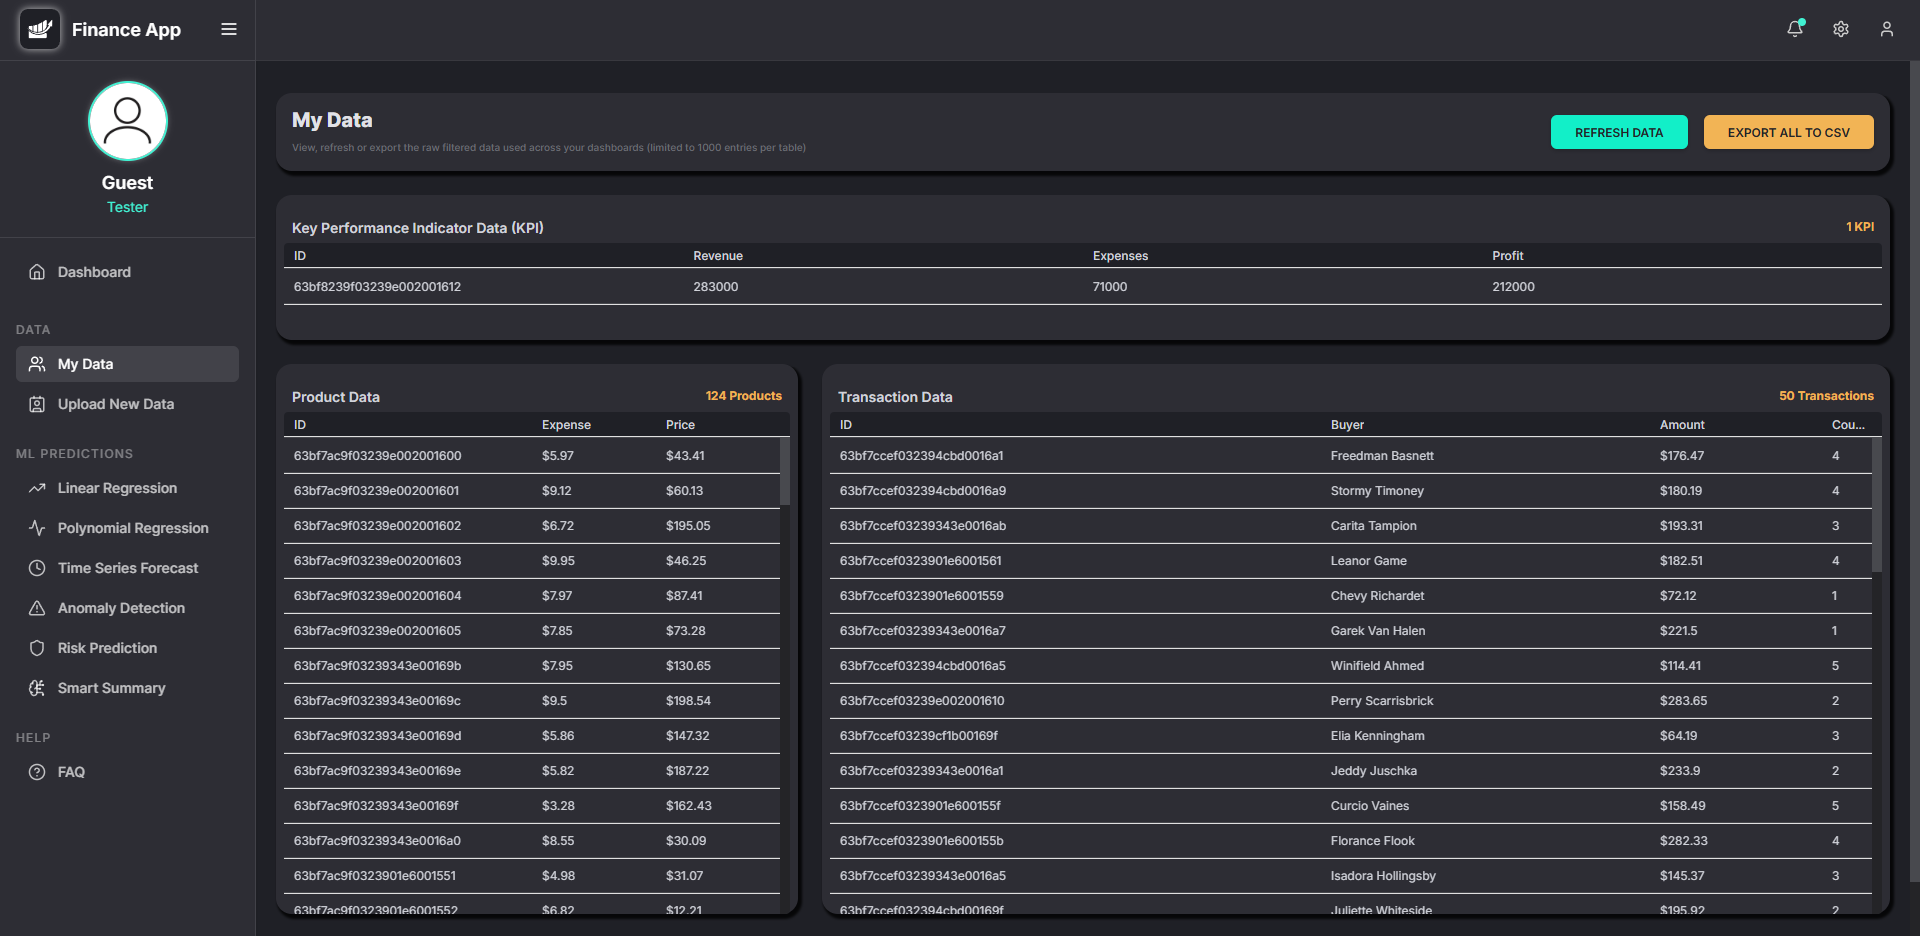 Finance App
Guest
Tester
Dashboard
DATA
My Data
Upload New Data
ML PREDICTIONS
Linear Regression
Polynomial Regression
Time Series Forecast
Anomaly Detection
Risk Prediction
Smart Summary
HELP
FAQ
My Data
View, refresh or export the raw filtered data used across your dashboards (limited to 1000 entries per table)
REFRESH DATA
EXPORT ALL TO CSV
Key Performance Indicator Data (KPI) 1 KPI
ID Revenue Expenses Profit
63bf8239f03239e002001612 283000 71000 212000
Product Data 124 Products
ID Expense Price
63bf7ac9f03239e002001600 $5.97 $43.41
63bf7ac9f03239e002001601 $9.12 $60.13
63bf7ac9f03239e002001602 $6.72 $195.05
63bf7ac9f03239e002001603 $9.95 $46.25
63bf7ac9f03239e002001604 $7.97 $87.41
63bf7ac9f03239e002001605 $7.85 $73.28
63bf7ac9f03239343e00169b $7.95 $130.65
63bf7ac9f03239343e00169c $9.5 $198.54
63bf7ac9f03239343e00169d $5.86 $147.32
63bf7ac9f03239343e00169e $5.82 $187.22
63bf7ac9f03239343e00169f $3.28 $162.43
63bf7ac9f03239343e0016a0 $8.55 $30.09
63bf7ac9f0323901e6001551 $4.98 $31.07
63bf7ac9f0323901e6001552 $6.82 $12.21
Transaction Data 50 Transactions
ID Buyer Amount Cou...
63bf7ccef032394cbd0016a1 Freedman Basnett $176.47 4
63bf7ccef032394cbd0016a9 Stormy Timoney $180.19 4
63bf7ccef03239343e0016ab Carita Tampion $193.31 3
63bf7ccef0323901e6001561 Leanor Game $182.51 4
63bf7ccef0323901e6001559 Chevy Richardet $72.12 1
63bf7ccef03239343e0016a7 Garek Van Halen $221.5 1
63bf7ccef032394cbd0016a5 Winifield Ahmed $114.41 5
63bf7ccef03239e002001610 Perry Scarrisbrick $283.65 2
63bf7ccef03239cf1b00169f Elia Kenningham $64.19 3
63bf7ccef03239343e0016a1 Jeddy Juschka $233.9 2
63bf7ccef0323901e600155f Curcio Vaines $158.49 5
63bf7ccef0323901e600155b Florance Flook $282.33 4
63bf7ccef03239343e0016a5 Isadora Hollingsby $145.37 3
63bf7ccef032394cbd00169f Juliette Whiteside $195.92 2